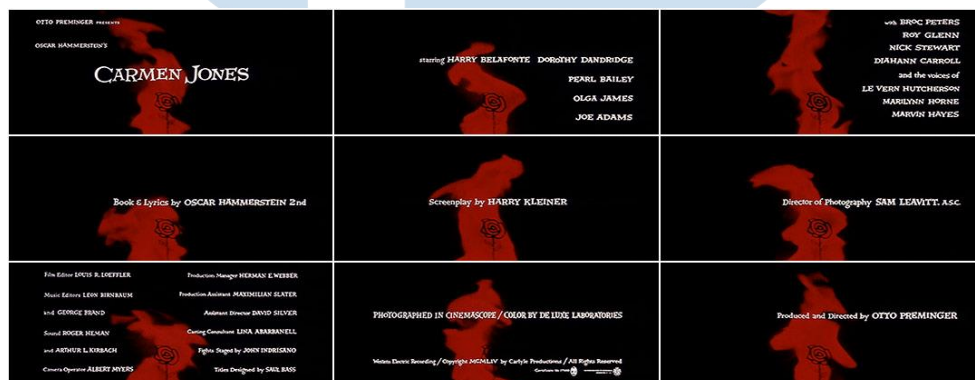 OTTO PREMINGER PRESENTS
OSCAR HAMMERSTEIN'S
CARMEN JONES
starring HARRY BELAFONTE DOROTHY DANDRIDGE
PEARL BAILEY
OLGA JAMES
JOE ADAMS
with BROC PETERS
ROY GLENN
NICK STEWART
DIAHANN CARROLL
and the voices of
LE VERN HUTCHERSON
MARILYNN HORNE
MARVIN HAYES
Book & Lyrics by OSCAR HAMMERSTEIN 2nd
Screenplay by HARRY KLEINER
Director of Photography SAM LEAVITT, A.S.C.
Film Editor LOUIS R. LOEFFLER
Music Editors LEON BIRNBAUM
and GEORGE BRAND
Sound ROGER HEMAN
and ARTHUR L. KIRBACH
Camera Operator ALBERT MYERS
Production Manager HERMAN E. WEBBER
Production Assistant MAXIMILIAN SLATER
Assistant Director DAVID SILVER
Casting Consultant LINA ABARBANELL
Fights Staged by JOHN INDRISANO
Titles Designed by SAUL BASS
PHOTOGRAPHED IN CINEMASCOPE / COLOR BY DE LUXE LABORATORIES
Western Electric Recording / Copyright MCMLIV by Carlyle Productions / All Rights Reserved
Produced and Directed by OTTO PREMINGER